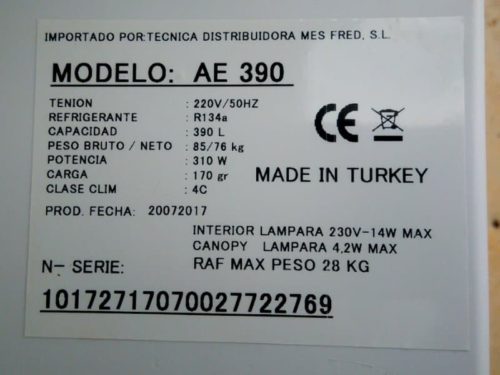 IMPORTADO POR:TECNICA DISTRIBUIDORA MES FRED, S.L.
MODELO: AE 390
TENION : 220V/50HZ
REFRIGERANTE : R134a
CAPACIDAD : 390 L
PESO BRUTO / NETO : 85/76 kg
POTENCIA : 310 W
CARGA : 170 gr
CLASE CLIM : 4C
CE
MADE IN TURKEY
PROD. FECHA: 20072017
INTERIOR LAMPARA 230V-14W MAX
CANOPY LAMPARA 4,2W MAX
RAF MAX PESO 28 KG
N- SERIE:
10172717070027722769